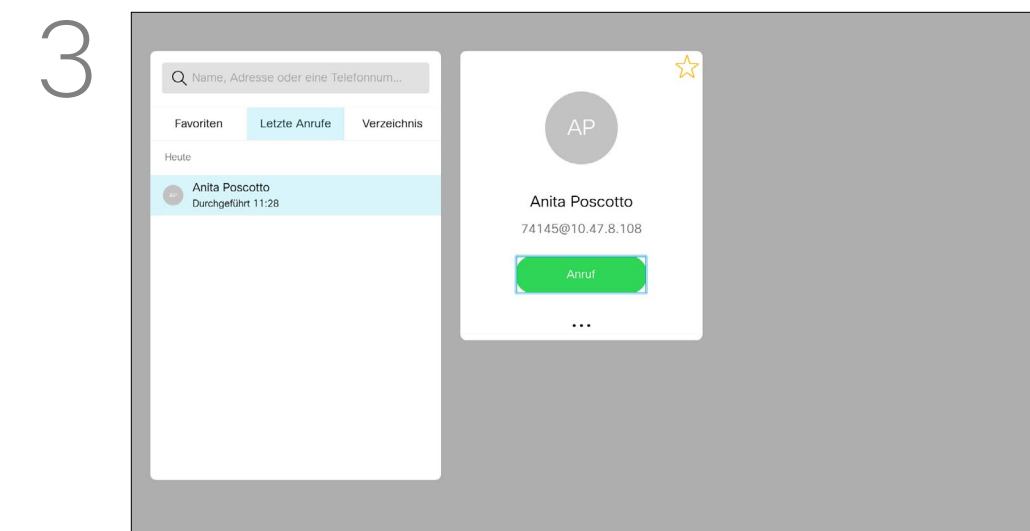 3
Name, Adresse oder eine Telefonnum...
Favoriten Letzte Anrufe Verzeichnis
Heute
AP
Anita Poscotto
Durchgeführt 11:28
AP
Anita Poscotto
74145@10.47.8.108
Anruf
...